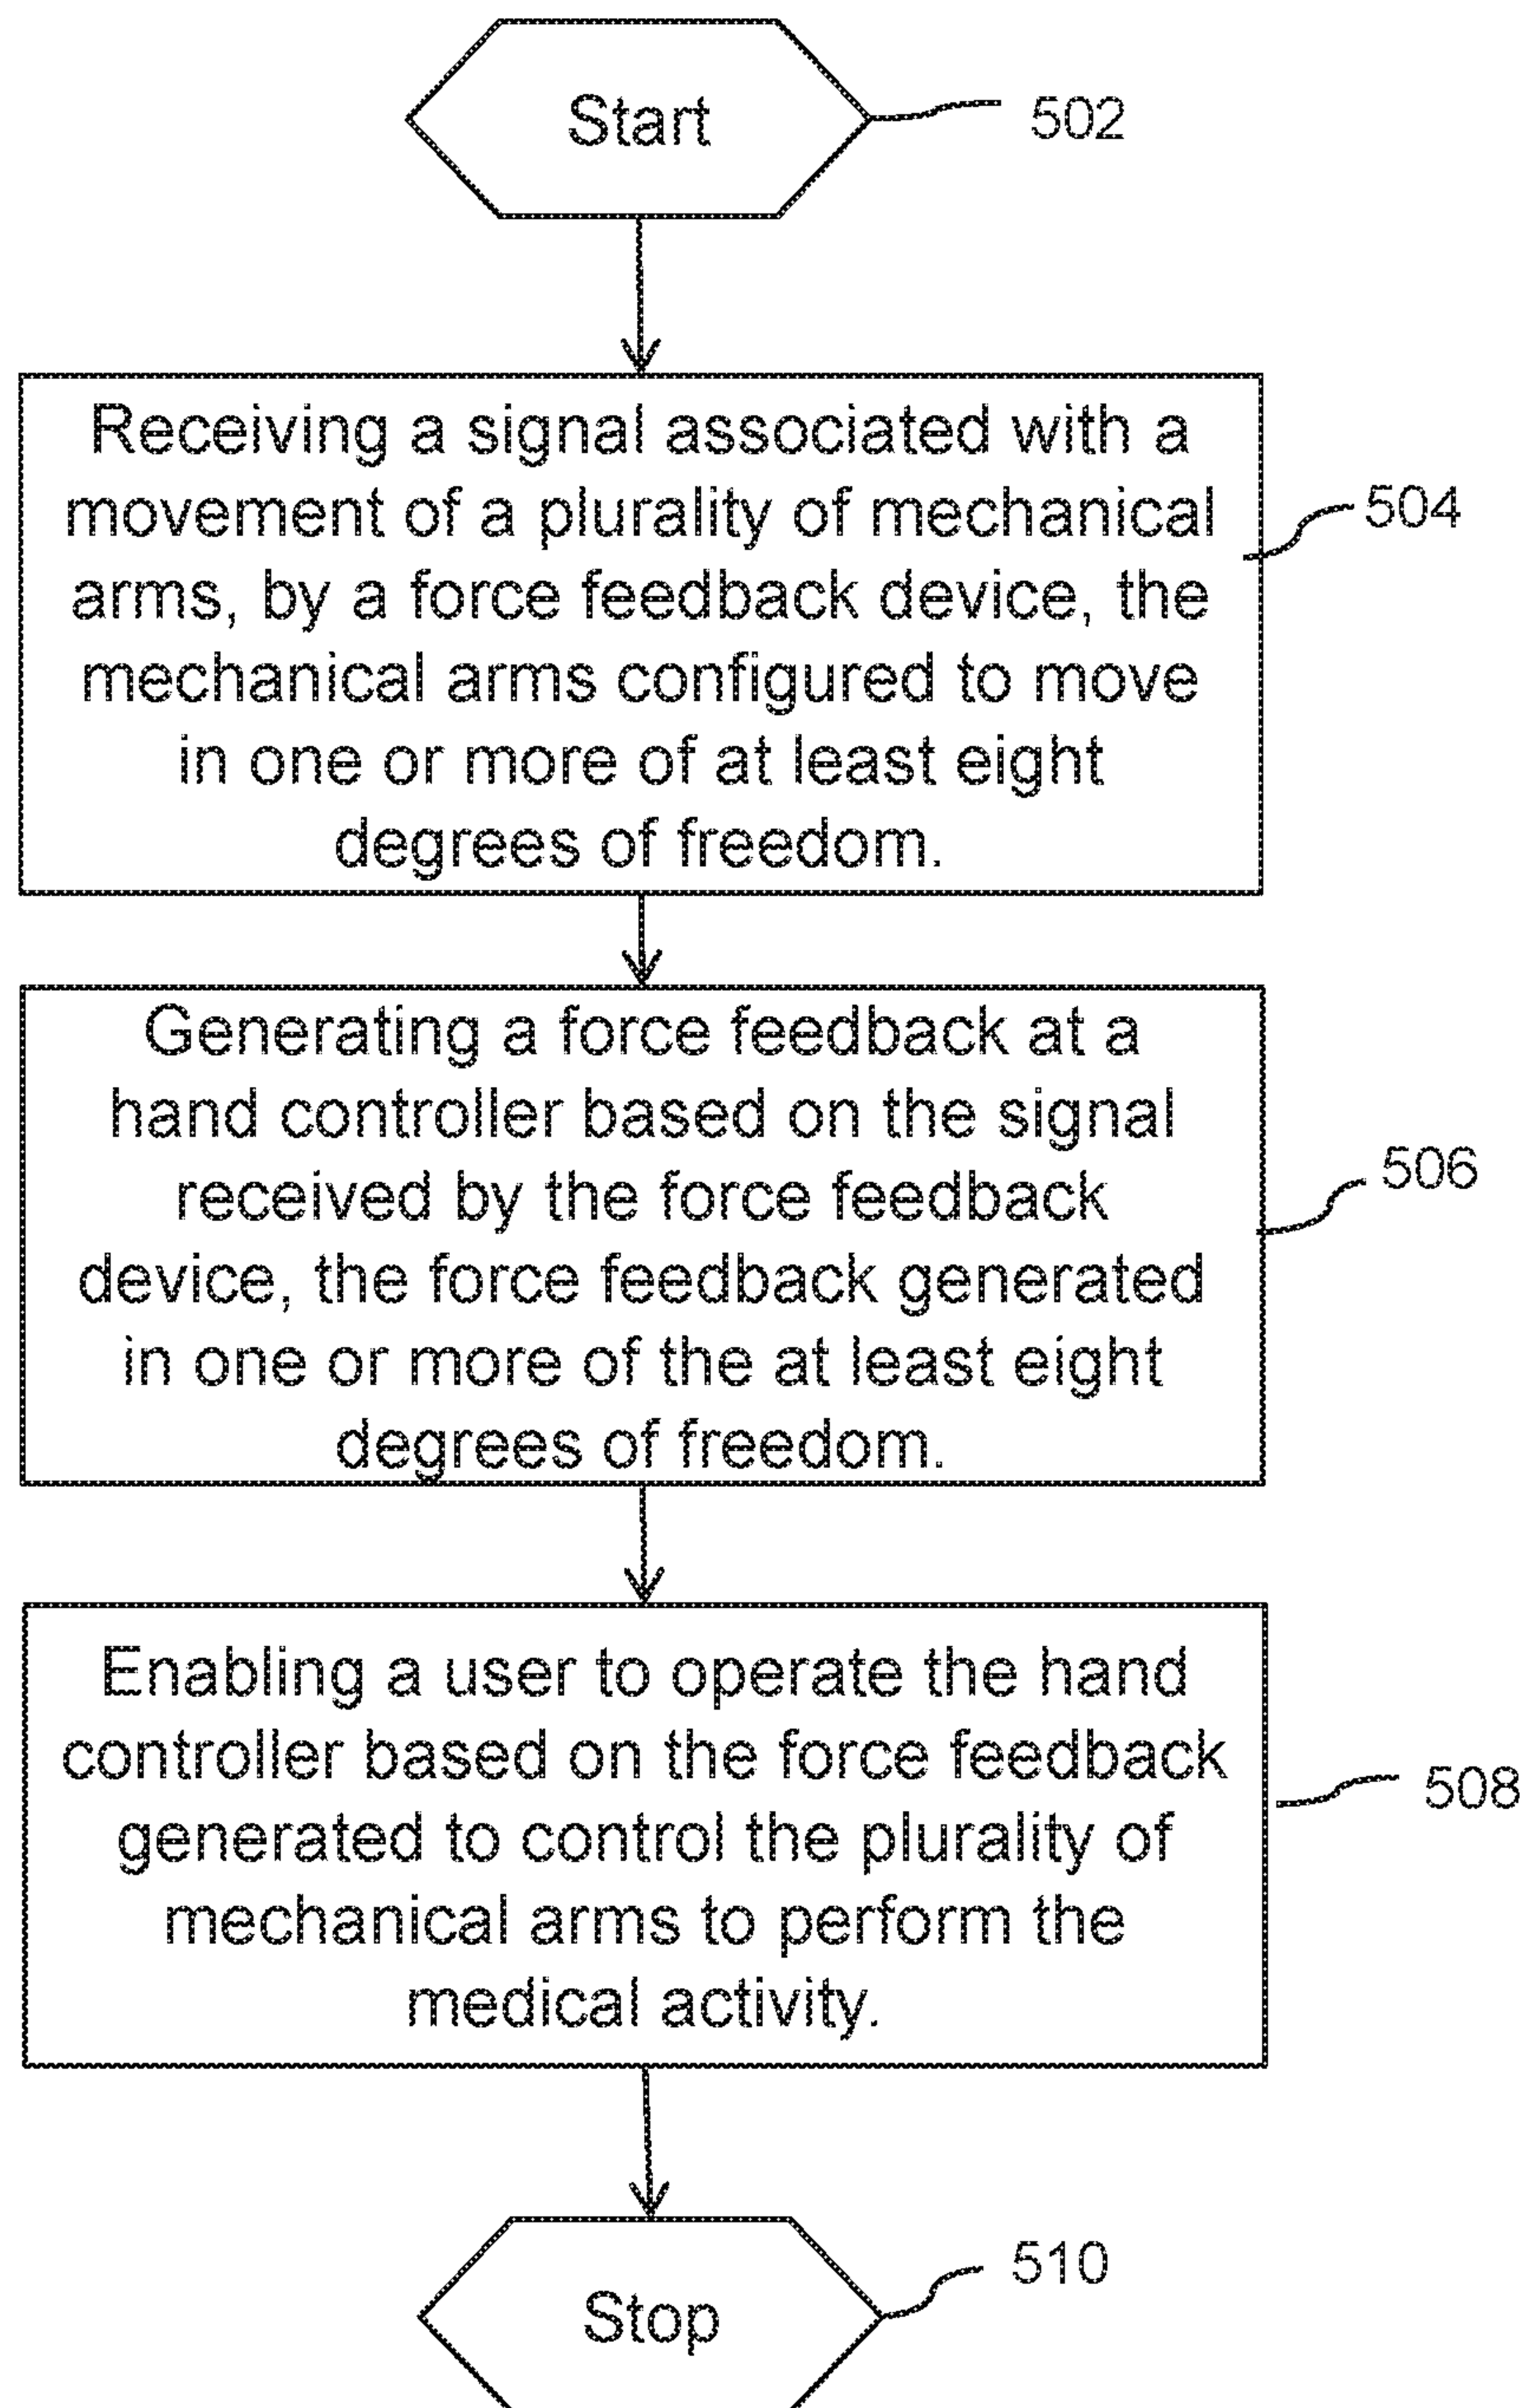 Start
502
Receiving a signal associated with a
movement of a plurality of mechanical
arms, by a force feedback device, the
mechanical arms configured to move
in one or more of at least eight
degrees of freedom.
504
Generating a force feedback at a
hand controller based on the signal
received by the force feedback
device, the force feedback generated
in one or more of the at least eight
degrees of freedom.
506
Enabling a user to operate the hand
controller based on the force feedback
generated to control the plurality of
mechanical arms to perform the
medical activity.
508
Stop
510